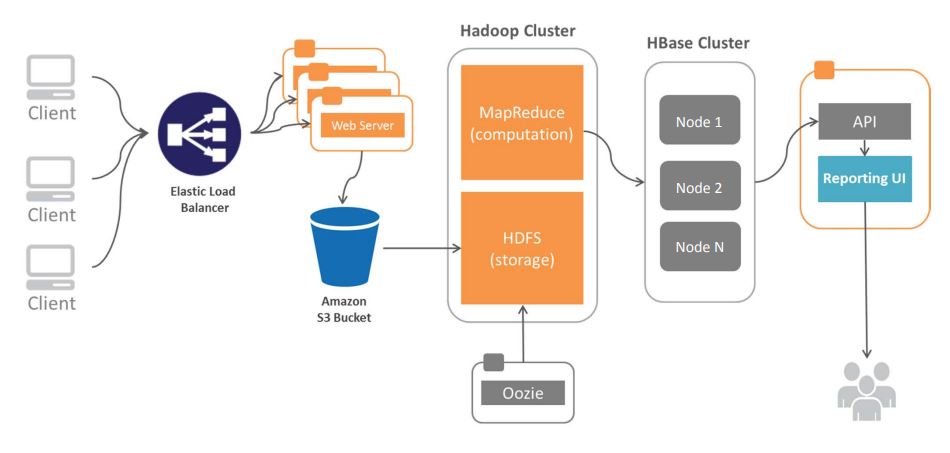 Hadoop Cluster
HBase Cluster
Client
Client
Client
Elastic Load
Balancer
Web Server
Amazon
S3 Bucket
MapReduce
(computation)
HDFS
(storage)
Oozie
Node 1
Node 2
Node N
API
Reporting UI